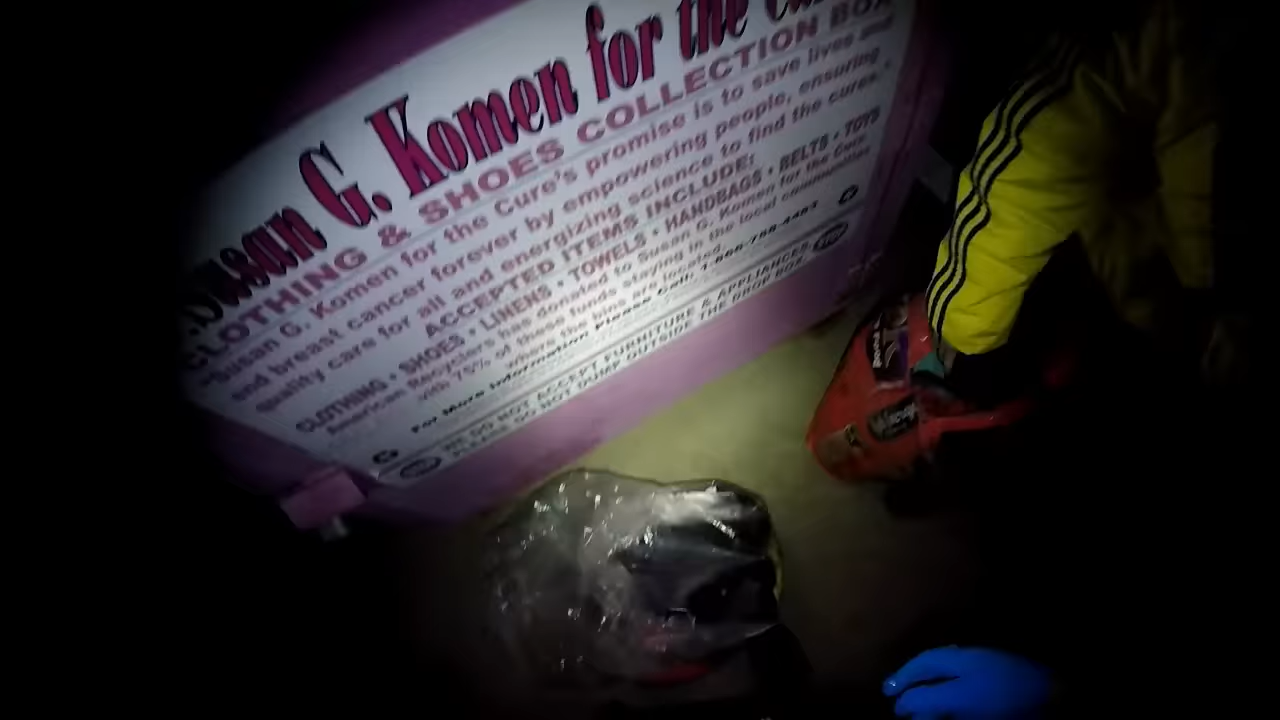 Susan G. Komen for the
CLOTHING & SHOES COLLECTION BOX
"Susan G. Komen for the Cure's promise is to save lives and
end breast cancer forever by empowering people, ensuring
quality care for all and energizing science to find the cures."
ACCEPTED ITEMS INCLUDE:
CLOTHING • SHOES • LINENS • TOWELS • HANDBAGS • BELTS • TOYS
American Recyclers has donated to Susan G. Komen for the Cure
with 75% of these funds staying in the local communities
where the bins are located.
For More Information Please Call: 1-866-
WE DO NOT ACCEPT FURNITURE & APPLIANCES
PLEASE DO NOT DUMP OUTSIDE THE DROP BOX.